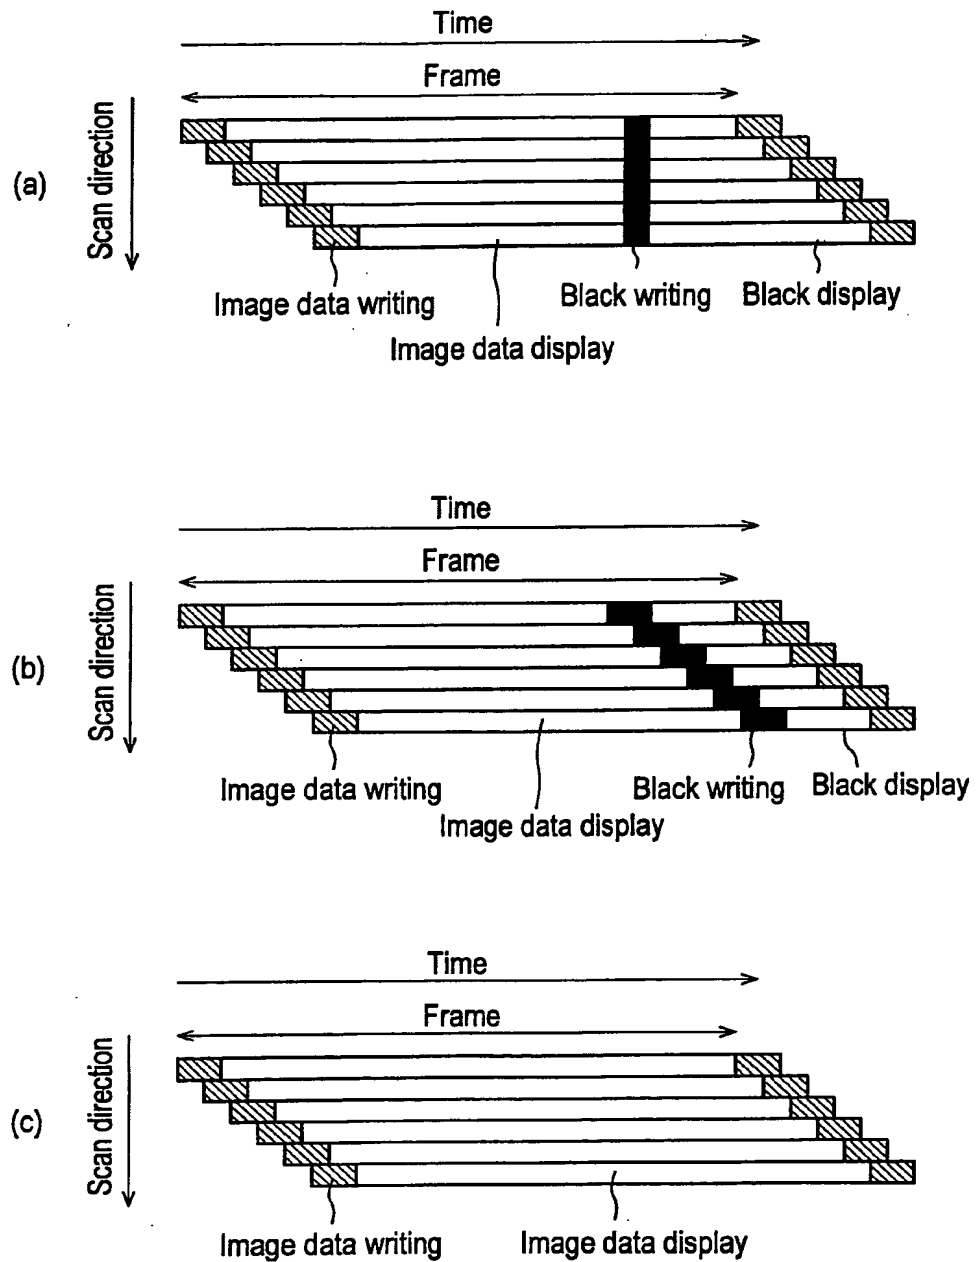 Time
Frame
(a)
Scan direction
Image data writing
Black writing
Black display
Image data display
Time
Frame
(b)
Scan direction
Image data writing
Black writing
Black display
Image data display
Time
Frame
(c)
Scan direction
Image data writing
Image data display